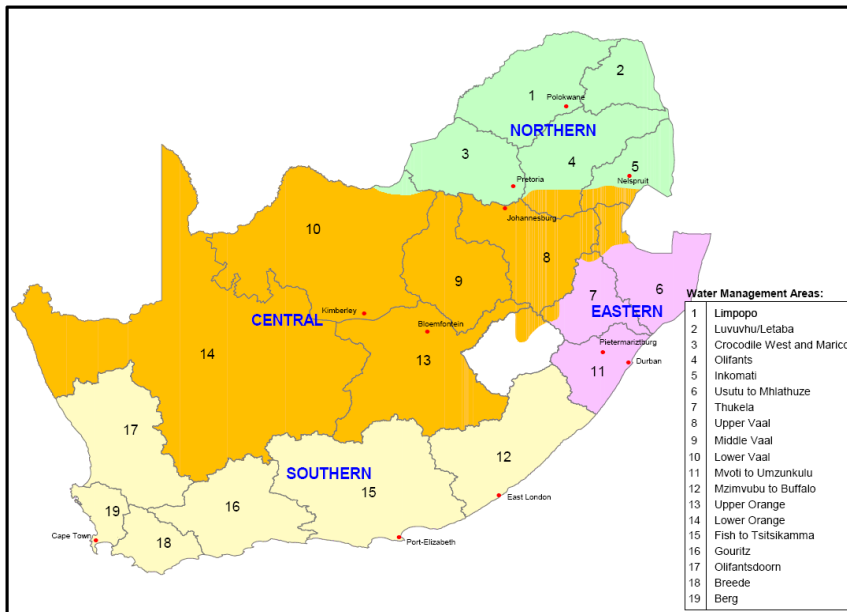 1
2
Polokwane
NORTHERN
3
4
5
Pretoria
Nelspruit
Johannesburg
10
8
9
6
7
Kimberley
CENTRAL
Bloemfontein
EASTERN
14
13
Pietermariztburg
Durban
11
17
12
SOUTHERN
15
16
East London
19
Cape Town
18
Port-Elizabeth
Water Management Areas:
1 Limpopo
2 Luvuvhu/Letaba
3 Crocodile West and Marico
4 Olifants
5 Inkomati
6 Usutu to Mhlathuze
7 Thukela
8 Upper Vaal
9 Middle Vaal
10 Lower Vaal
11 Mvoti to Umzunkulu
12 Mzimvubu to Buffalo
13 Upper Orange
14 Lower Orange
15 Fish to Tsitsikamma
16 Gouritz
17 Olifantsdoorn
18 Breede
19 Berg